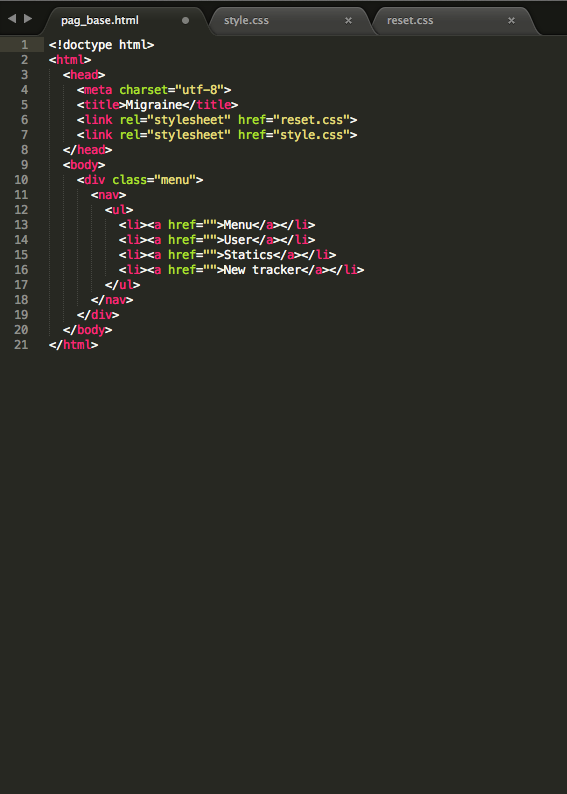 pag_base.html style.css reset.css
1 <!doctype html>
2 <html>
3 <head>
4 <meta charset="utf-8">
5 <title>Migraine</title>
6 <link rel="stylesheet" href="reset.css">
7 <link rel="stylesheet" href="style.css">
8 </head>
9 <body>
10 <div class="menu">
11 <nav>
12 <ul>
13 <li><a href="">Menu</a></li>
14 <li><a href="">User</a></li>
15 <li><a href="">Statics</a></li>
16 <li><a href="">New tracker</a></li>
17 </ul>
18 </nav>
19 </div>
20 </body>
21 </html>